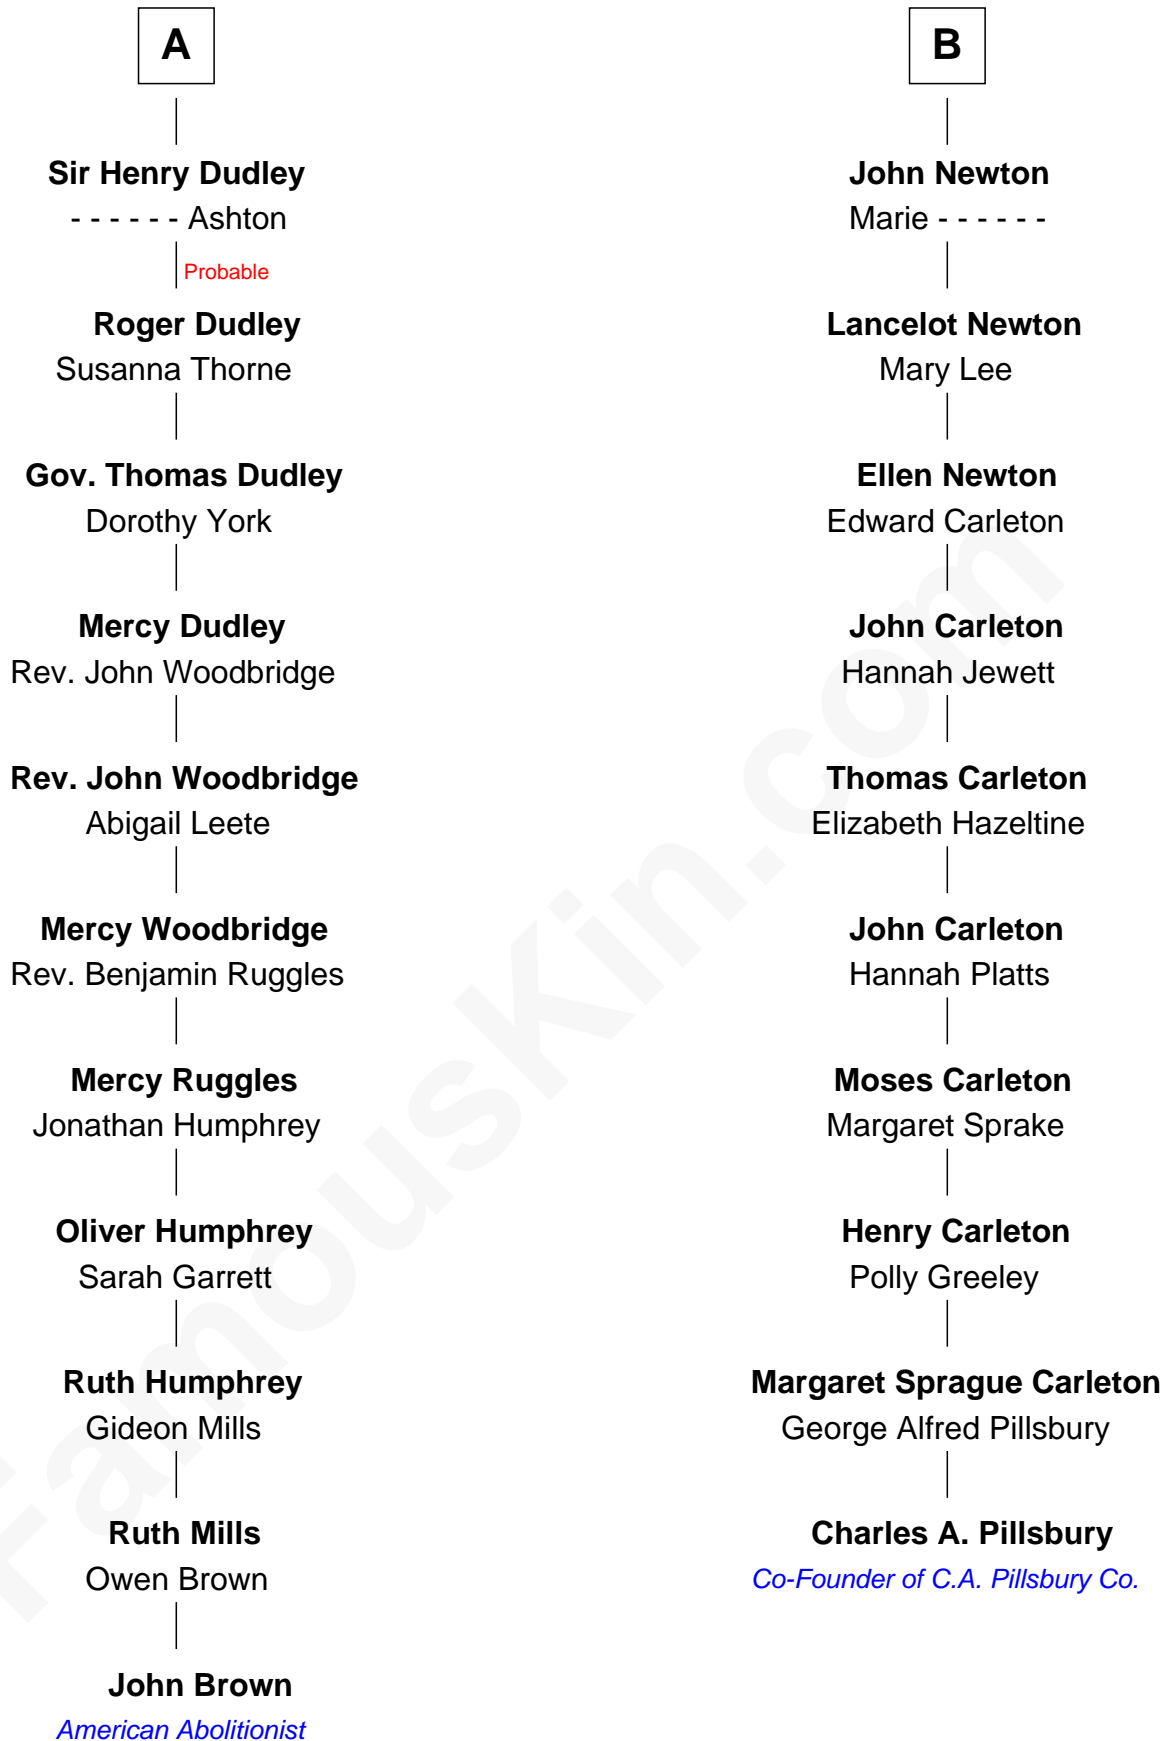 A
Sir Henry Dudley
- - - - - - Ashton
Probable
Roger Dudley
Susanna Thorne
Gov. Thomas Dudley
Dorothy York
Mercy Dudley
Rev. John Woodbridge
Rev. John Woodbridge
Abigail Leete
Mercy Woodbridge
Rev. Benjamin Ruggles
Mercy Ruggles
Jonathan Humphrey
Oliver Humphrey
Sarah Garrett
Ruth Humphrey
Gideon Mills
Ruth Mills
Owen Brown
John Brown
American Abolitionist
B
John Newton
Marie - - - - - -
Lancelot Newton
Mary Lee
Ellen Newton
Edward Carleton
John Carleton
Hannah Jewett
Thomas Carleton
Elizabeth Hazeltine
John Carleton
Hannah Platts
Moses Carleton
Margaret Sprake
Henry Carleton
Polly Greeley
Margaret Sprague Carleton
George Alfred Pillsbury
Charles A. Pillsbury
Co-Founder of C.A. Pillsbury Co.
FamousKin.com